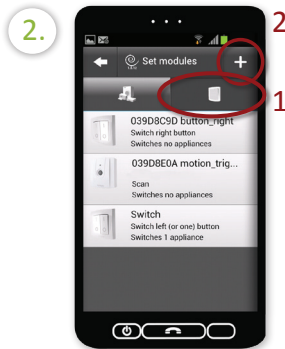 2.
2
Set modules
1
039D8C9D button_right
Switch right button
Switches no appliances
039D8E0A motion_trig...
Scan
Switches no appliances
Switch
Switch left (or one) button
Switches 1 appliance